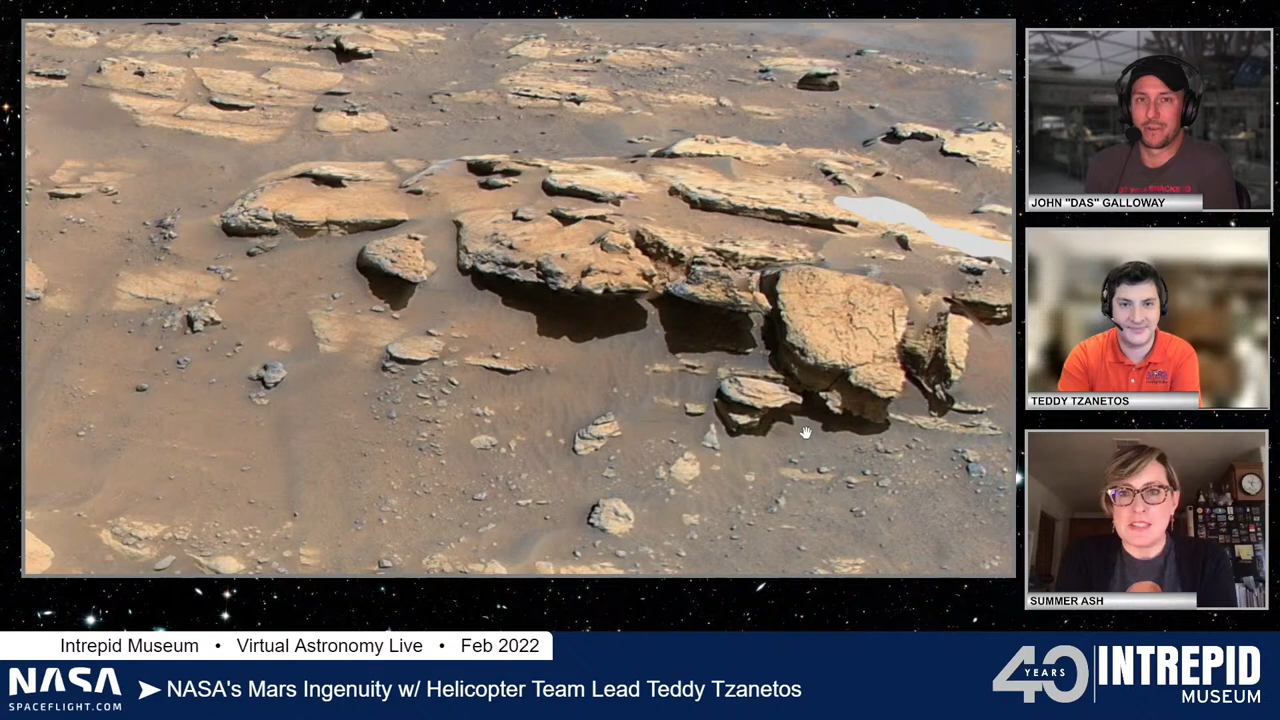 JOHN "DAS" GALLOWAY
TEDDY TZANETOS
SUMMER ASH
Intrepid Museum • Virtual Astronomy Live • Feb 2022
NASA
SPACEFLIGHT.COM
NASA's Mars Ingenuity w/ Helicopter Team Lead Teddy Tzanetos
40
YEARS
INTREPID
MUSEUM